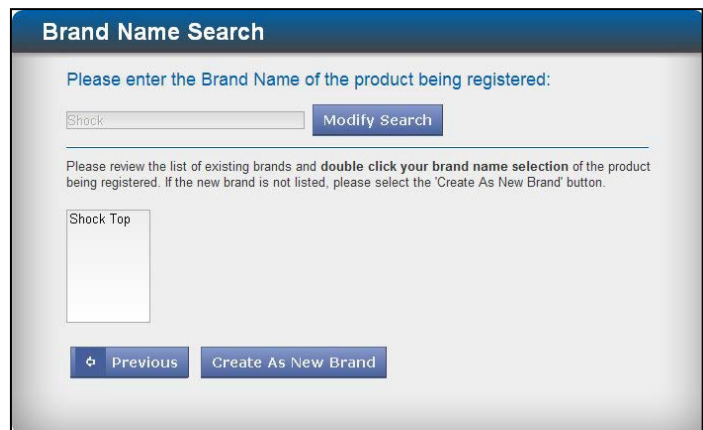 Brand Name Search
Please enter the Brand Name of the product being registered:
Shock
Modify Search
Please review the list of existing brands and double click your brand name selection of the product
being registered. If the new brand is not listed, please select the 'Create As New Brand' button.
Shock Top
Previous
Create As New Brand